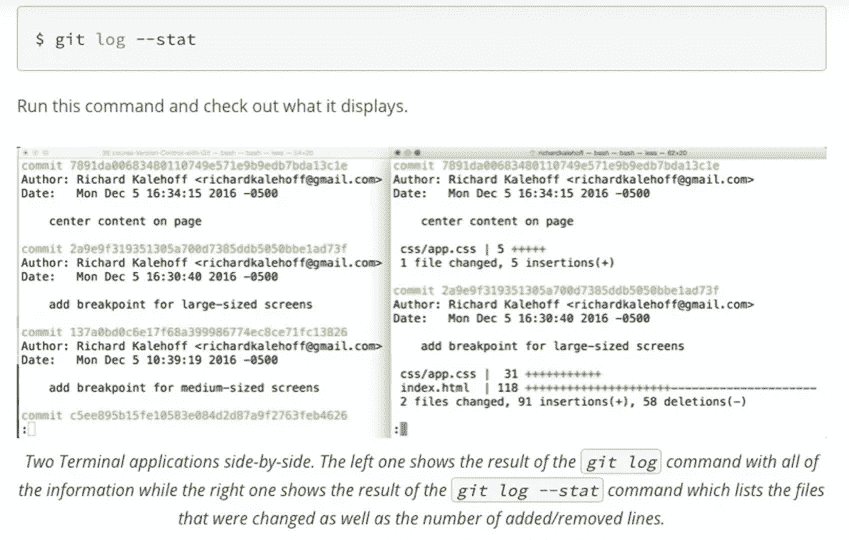 $ git log --stat
Run this command and check out what it displays.
commit 7891da00683480110749e571e9b9edb7bda13c1e
Author: Richard Kalehoff <richardkalehoff@gmail.com>
Date:   Mon Dec 5 16:34:15 2016 -0500
center content on page
commit 2a9e9f319351305a700d7385ddb5050bbe1ad73f
Author: Richard Kalehoff <richardkalehoff@gmail.com>
Date:   Mon Dec 5 16:30:40 2016 -0500
add breakpoint for large-sized screens
commit 137a0bd0c6e17f68a399986774ec8ce71fc13826
Author: Richard Kalehoff <richardkalehoff@gmail.com>
Date:   Mon Dec 5 10:39:19 2016 -0500
add breakpoint for medium-sized screens
commit c5ee895b15fe10583e084d2d87a9f2763feb4626
:
richardkalehoff — bash — bash — less — 62×20
commit 7891da00683480110749e571e9b9edb7bda13c1e
Author: Richard Kalehoff <richardkalehoff@gmail.com>
Date:   Mon Dec 5 16:34:15 2016 -0500
center content on page
css/app.css | 5 +++++
1 file changed, 5 insertions(+)
commit 2a9e9f319351305a700d7385ddb5050bbe1ad73f
Author: Richard Kalehoff <richardkalehoff@gmail.com>
Date:   Mon Dec 5 16:30:40 2016 -0500
add breakpoint for large-sized screens
css/app.css |  31 +++++++++++
index.html  | 118 +++++++++++++++++++++---------------------
2 files changed, 91 insertions(+), 58 deletions(-)
:
Two Terminal applications side-by-side. The left one shows the result of the git log command with all of
the information while the right one shows the result of the git log --stat command which lists the files
that were changed as well as the number of added/removed lines.